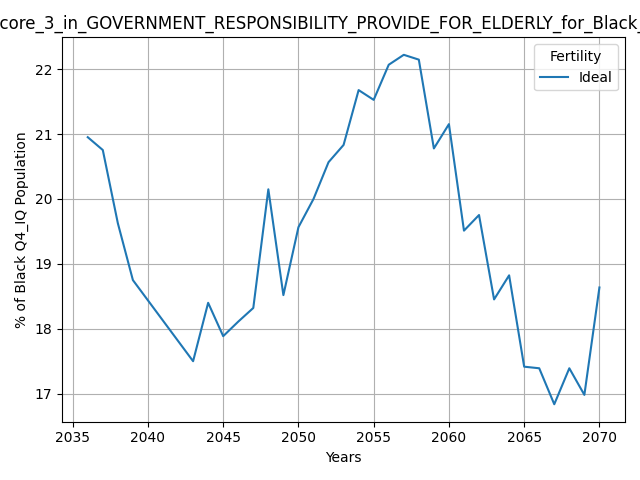 core_3_in_GOVERNMENT_RESPONSIBILITY_PROVIDE_FOR_ELDERLY_for_Black_
Fertility
Ideal
22
21
20
19
18
17
% of Black Q4_IQ Population
2035 2040 2045 2050 2055 2060 2065 2070
Years